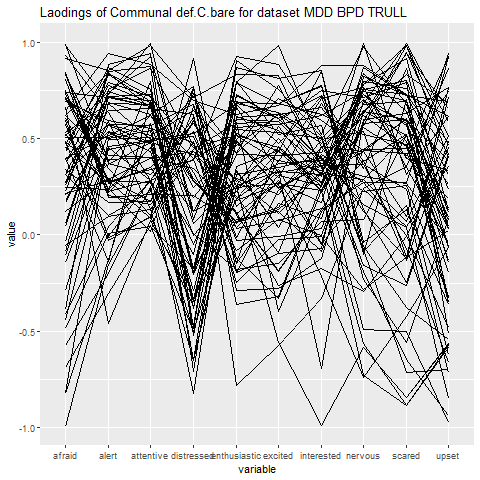 Laodings of Communal def.C.bare for dataset MDD BPD TRULL
1.0
0.5
0.0
-0.5
-1.0
value
afraid alert attentive distressed enthusiastic excited interested nervous scared upset
variable